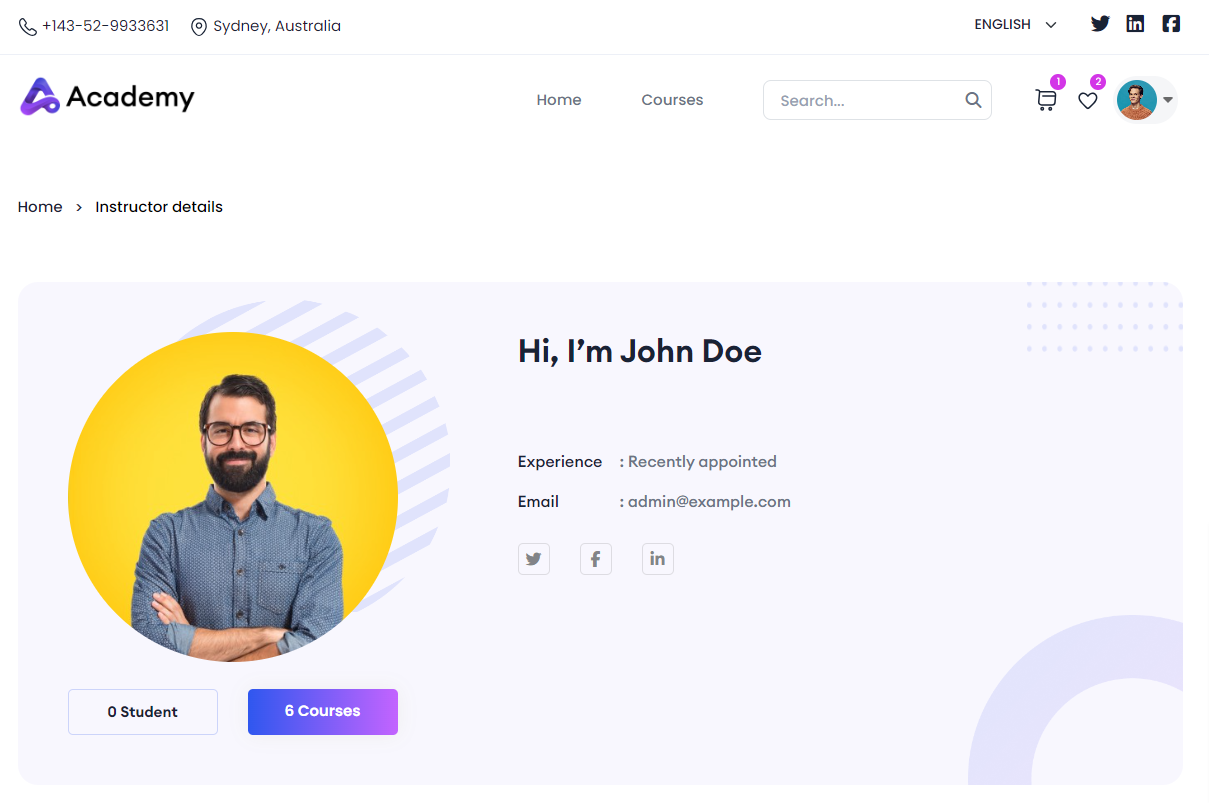 +143-52-9933631 Sydney, Australia ENGLISH
Academy Home Courses Search... 1 2
Home > Instructor details
Hi, I’m John Doe
Experience : Recently appointed
Email : admin@example.com
0 Student 6 Courses